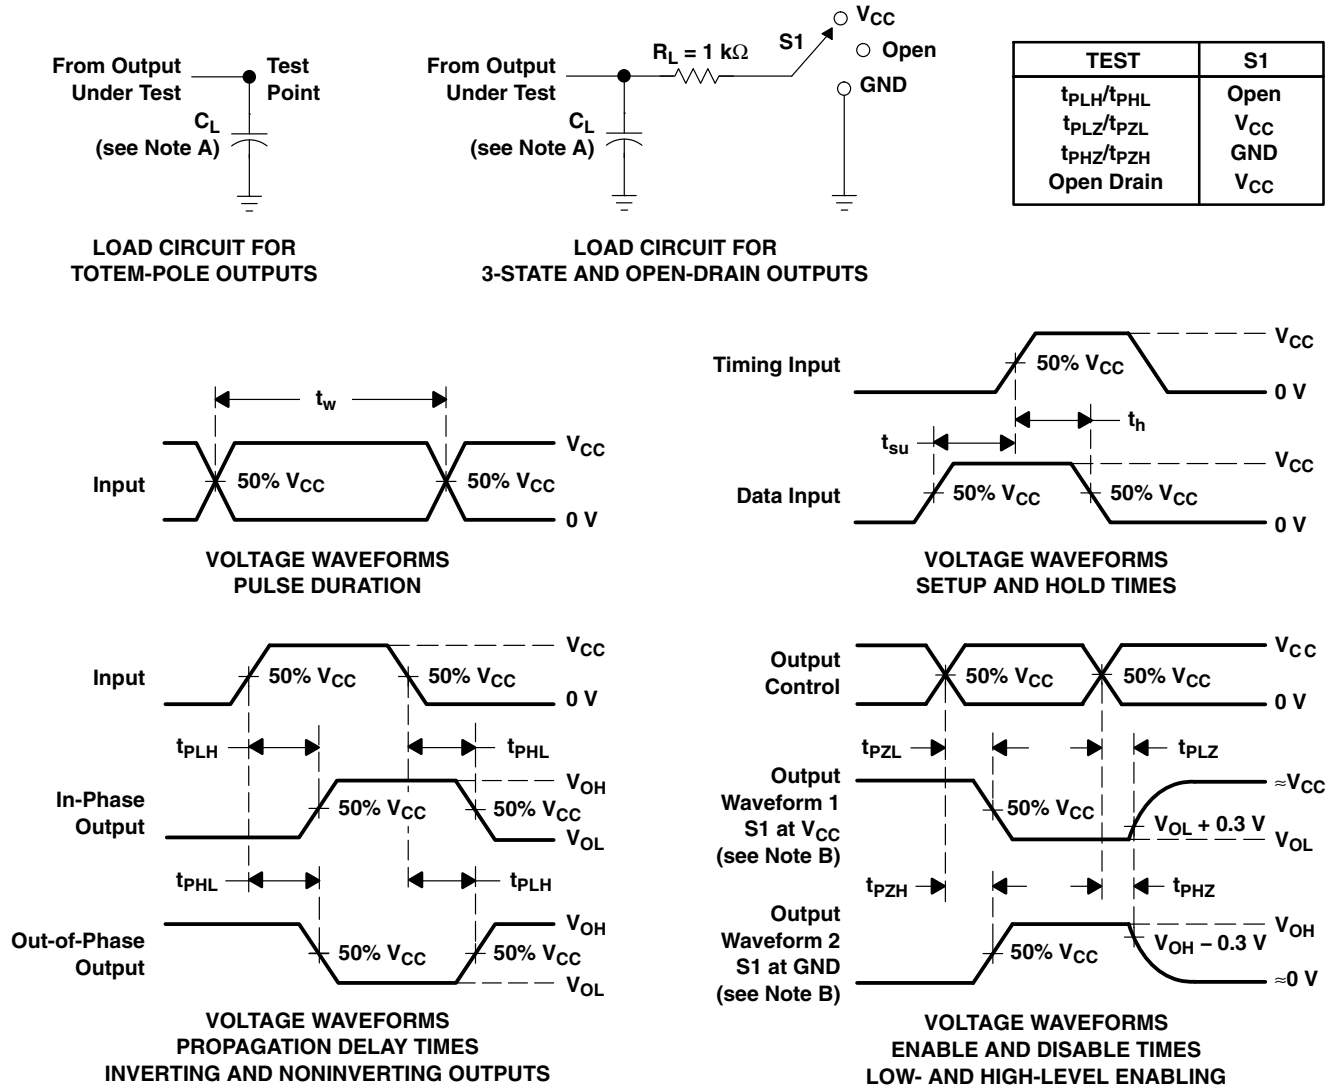 From Output
Under Test
Test
Point
CL
(see Note A)
LOAD CIRCUIT FOR
TOTEM-POLE OUTPUTS
From Output
Under Test
RL = 1 kΩ
S1
VCC
Open
GND
CL
(see Note A)
LOAD CIRCUIT FOR
3-STATE AND OPEN-DRAIN OUTPUTS
TEST S1
tPLH/tPHL Open
tPLZ/tPZL VCC
tPHZ/tPZH GND
Open Drain VCC
tw
Input
50% VCC
50% VCC
VCC
0 V
VOLTAGE WAVEFORMS
PULSE DURATION
Timing Input
50% VCC
VCC
0 V
tsu
th
Data Input
50% VCC
50% VCC
VCC
0 V
VOLTAGE WAVEFORMS
SETUP AND HOLD TIMES
Input
50% VCC
50% VCC
VCC
0 V
tPLH
tPHL
In-Phase
Output
50% VCC
50% VCC
VOH
VOL
tPHL
tPLH
Out-of-Phase
Output
50% VCC
50% VCC
VOH
VOL
VOLTAGE WAVEFORMS
PROPAGATION DELAY TIMES
INVERTING AND NONINVERTING OUTPUTS
Output
Control
50% VCC
50% VCC
VCC
0 V
tPZL
tPLZ
Output
Waveform 1
S1 at VCC
(see Note B)
50% VCC
VOL + 0.3 V
≈VCC
VOL
tPZH
tPHZ
Output
Waveform 2
S1 at GND
(see Note B)
50% VCC
VOH − 0.3 V
VOH
≈0 V
VOLTAGE WAVEFORMS
ENABLE AND DISABLE TIMES
LOW- AND HIGH-LEVEL ENABLING